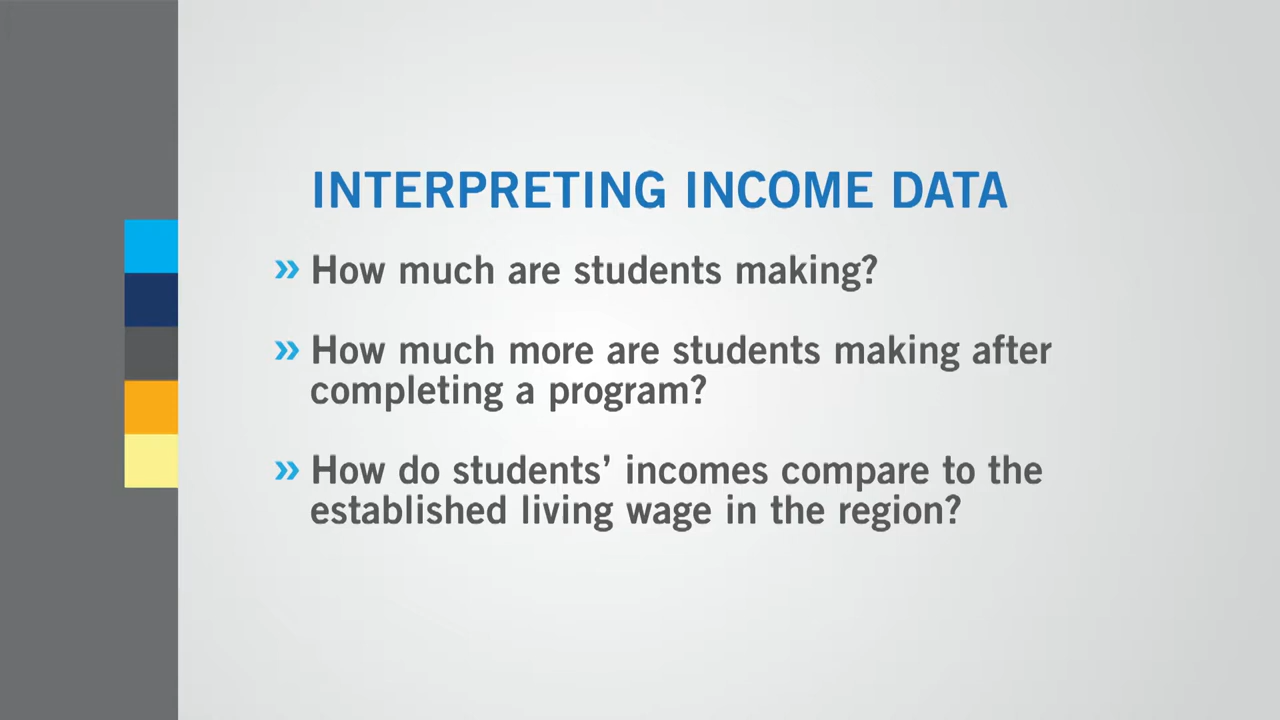 INTERPRETING INCOME DATA
» How much are students making?
» How much more are students making after
completing a program?
» How do students’ incomes compare to the
established living wage in the region?